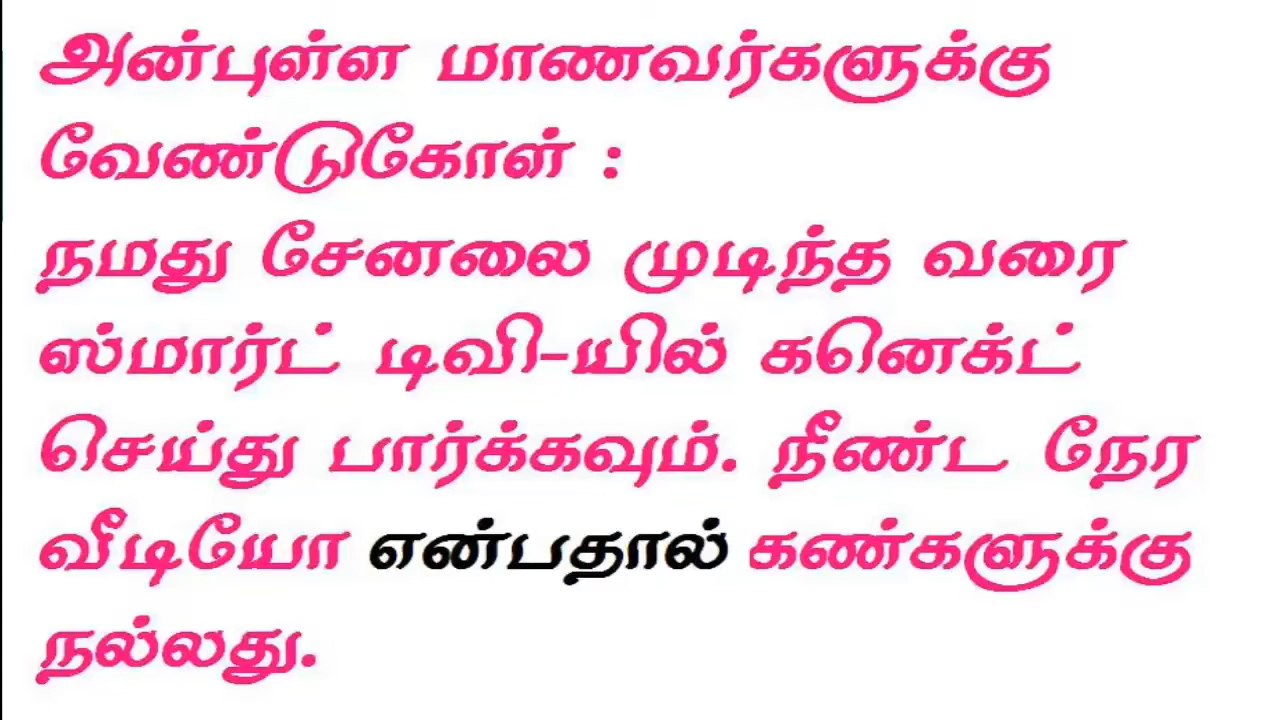 அன்புள்ள மாணவர்களுக்கு
வேண்டுகோள் :
நமது சேனலை முடிந்த வரை
ஸ்மார்ட் டிவி-யில் கனெக்ட்
செய்து பார்க்கவும். நீண்ட நேர
வீடியோ என்பதால் கண்களுக்கு
நல்லது.